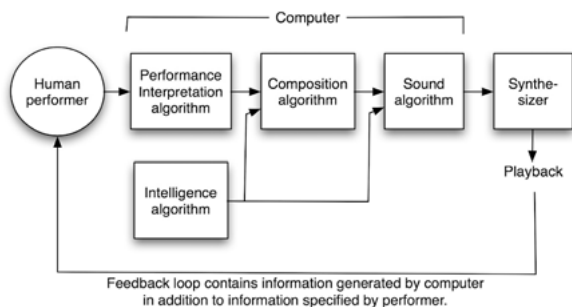 Computer
Human
performer
Performance
Interpretation
algorithm
Composition
algorithm
Sound
algorithm
Synthe-
sizer
Intelligence
algorithm
Playback
Feedback loop contains information generated by computer
in addition to information specified by performer.